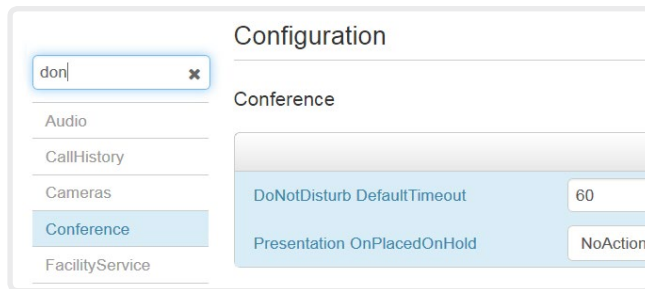 Configuration
don
Conference
Audio
CallHistory
Cameras
Conference
FacilityService
DoNotDisturb DefaultTimeout 60
Presentation OnPlacedOnHold NoAction